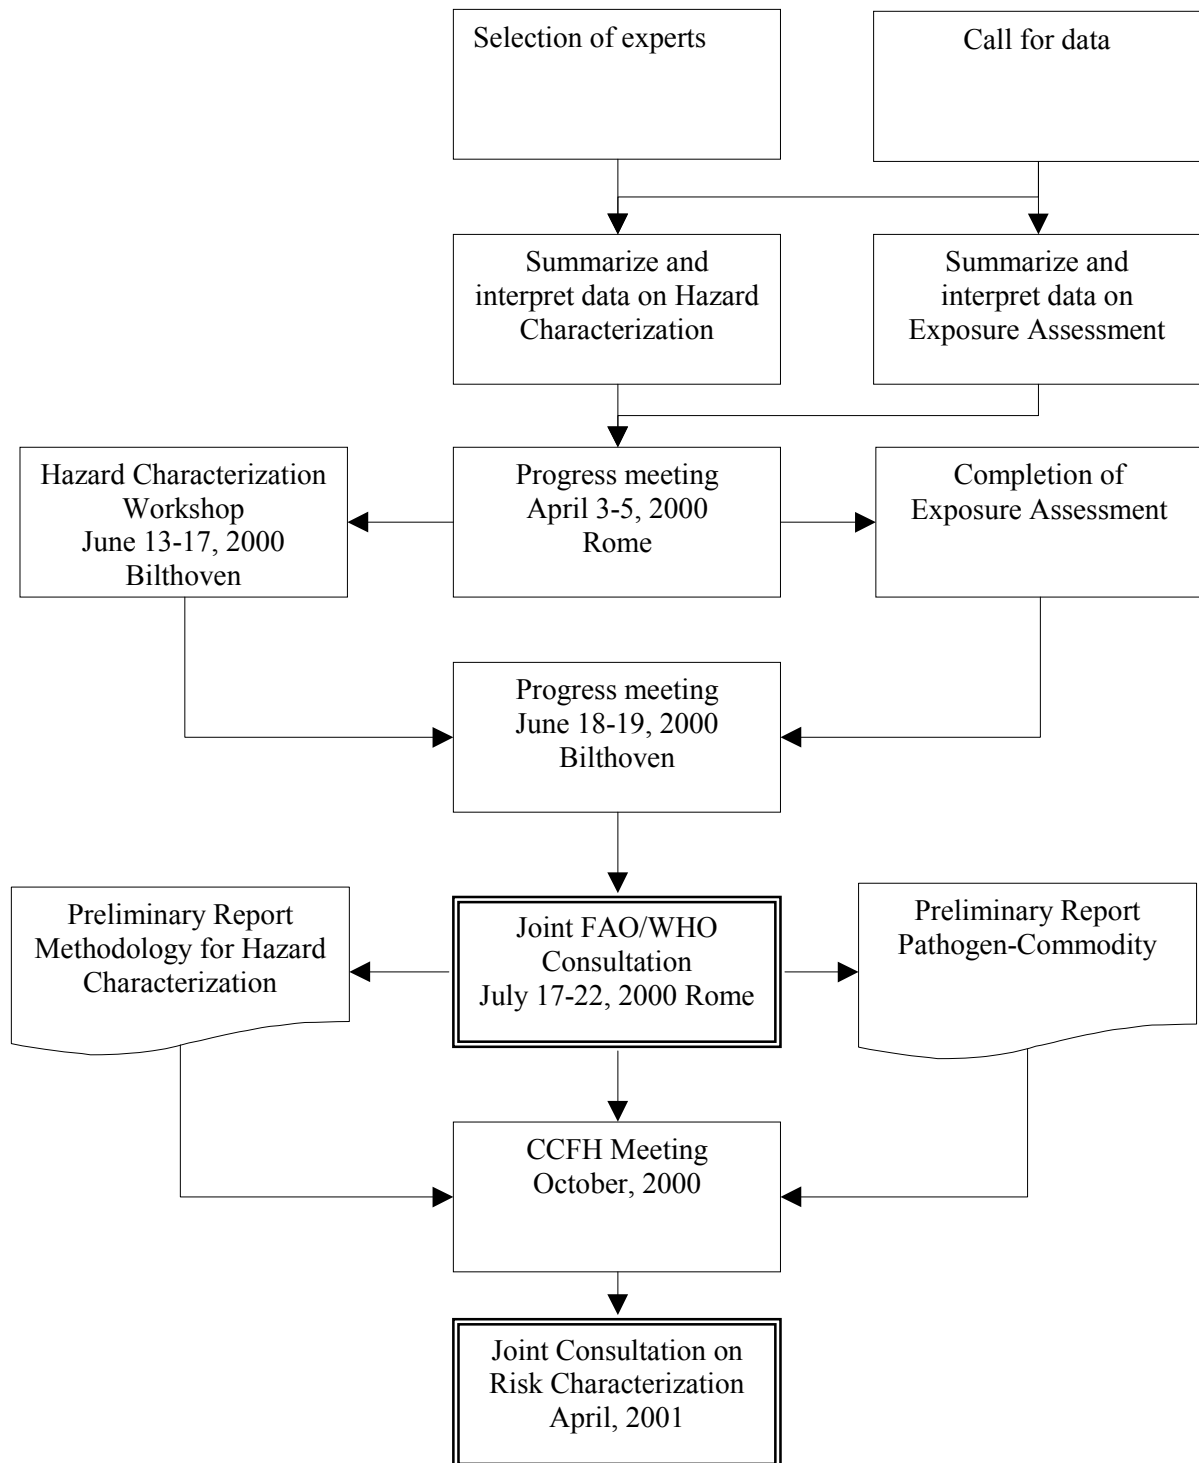 Selection of experts
Call for data
Summarize and
interpret data on Hazard
Characterization
Summarize and
interpret data on
Exposure Assessment
Hazard Characterization
Workshop
June 13-17, 2000
Bilthoven
Progress meeting
April 3-5, 2000
Rome
Completion of
Exposure Assessment
Progress meeting
June 18-19, 2000
Bilthoven
Preliminary Report
Methodology for Hazard
Characterization
Joint FAO/WHO
Consultation
July 17-22, 2000 Rome
Preliminary Report
Pathogen-Commodity
CCFH Meeting
October, 2000
Joint Consultation on
Risk Characterization
April, 2001